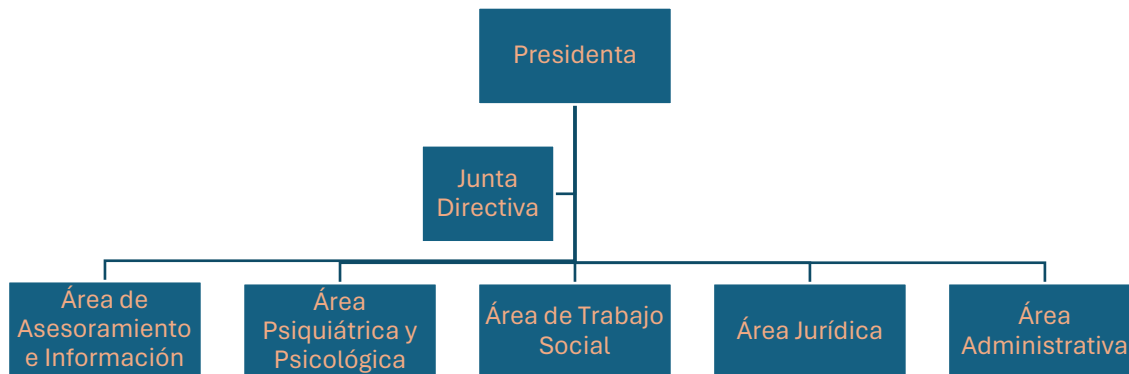 Presidenta
Junta
Directiva
Área de
Asesoramiento
e Información
Área
Psiquiátrica y
Psicológica
Área de Trabajo
Social
Área Jurídica
Área
Administrativa